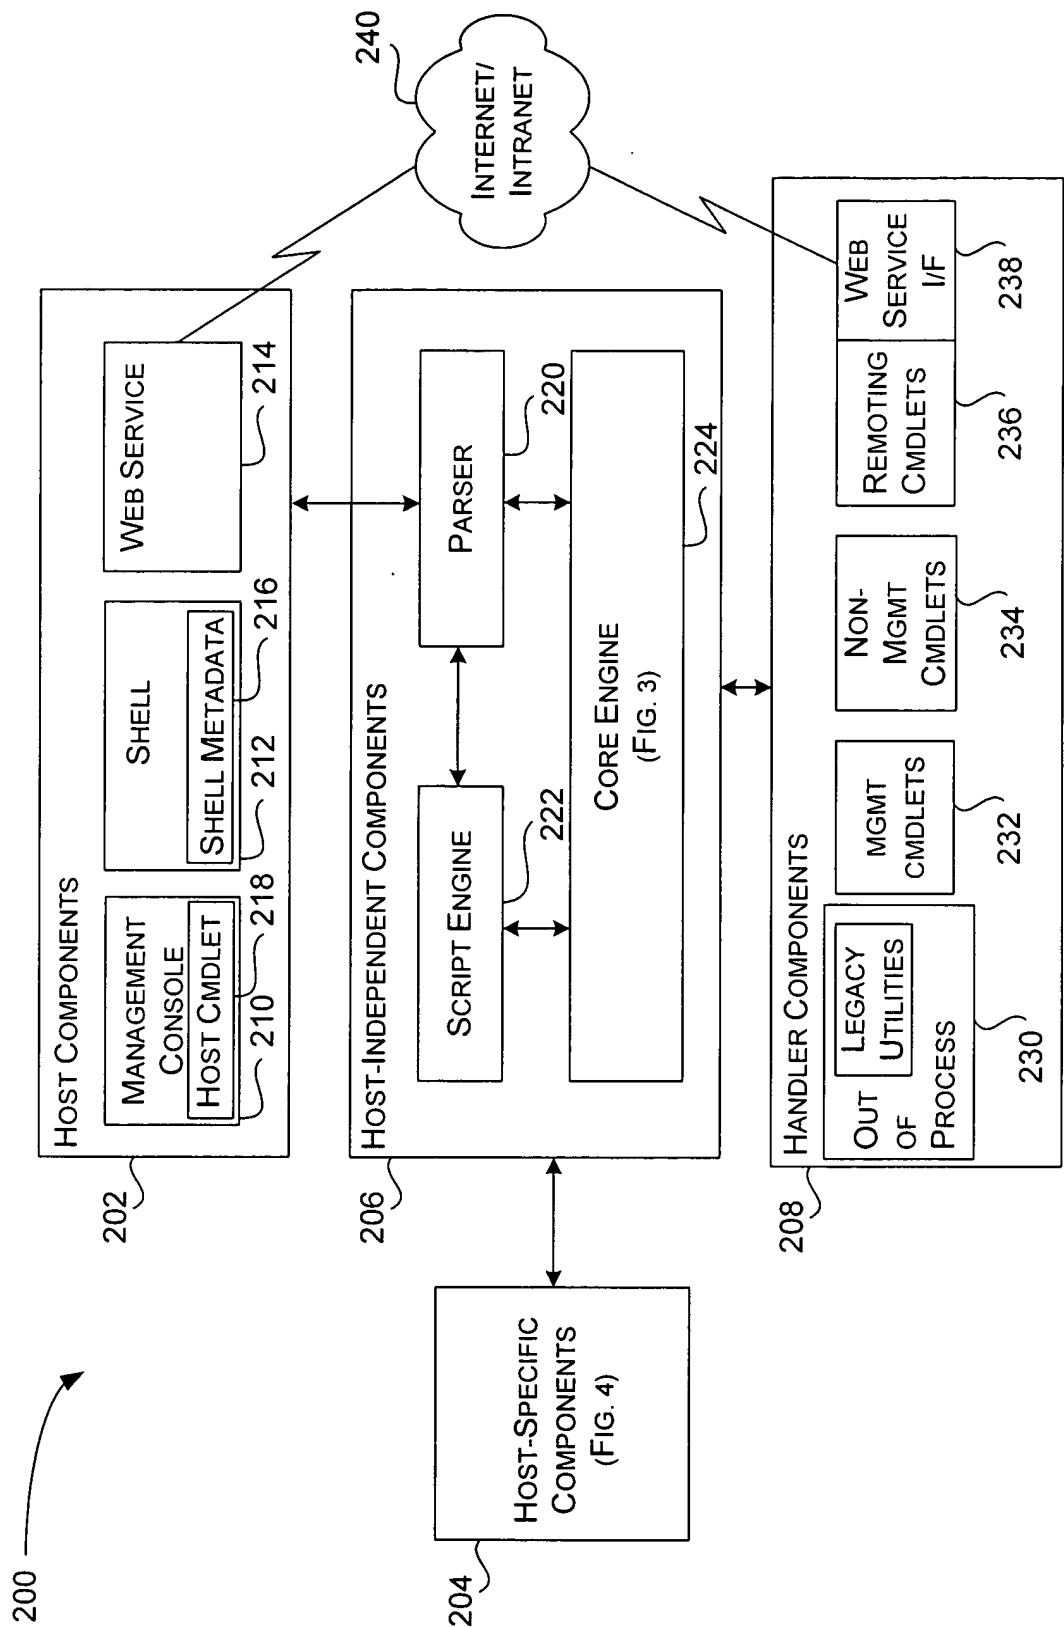 200
HOST COMPONENTS
202
MANAGEMENT
CONSOLE
HOST CMDLET
210
218
SHELL
SHELL METADATA
212
216
WEB SERVICE
214
INTERNET/
INTRANET
240
HOST-INDEPENDENT COMPONENTS
206
SCRIPT ENGINE
222
PARSER
220
CORE ENGINE
(FIG. 3)
224
HOST-SPECIFIC
COMPONENTS
(FIG. 4)
204
HANDLER COMPONENTS
208
OUT
OF
PROCESS
LEGACY
UTILITIES
230
MGMT
CMDLETS
232
NON-
MGMT
CMDLETS
234
REMOTING
CMDLETS
236
WEB
SERVICE
I/F
238